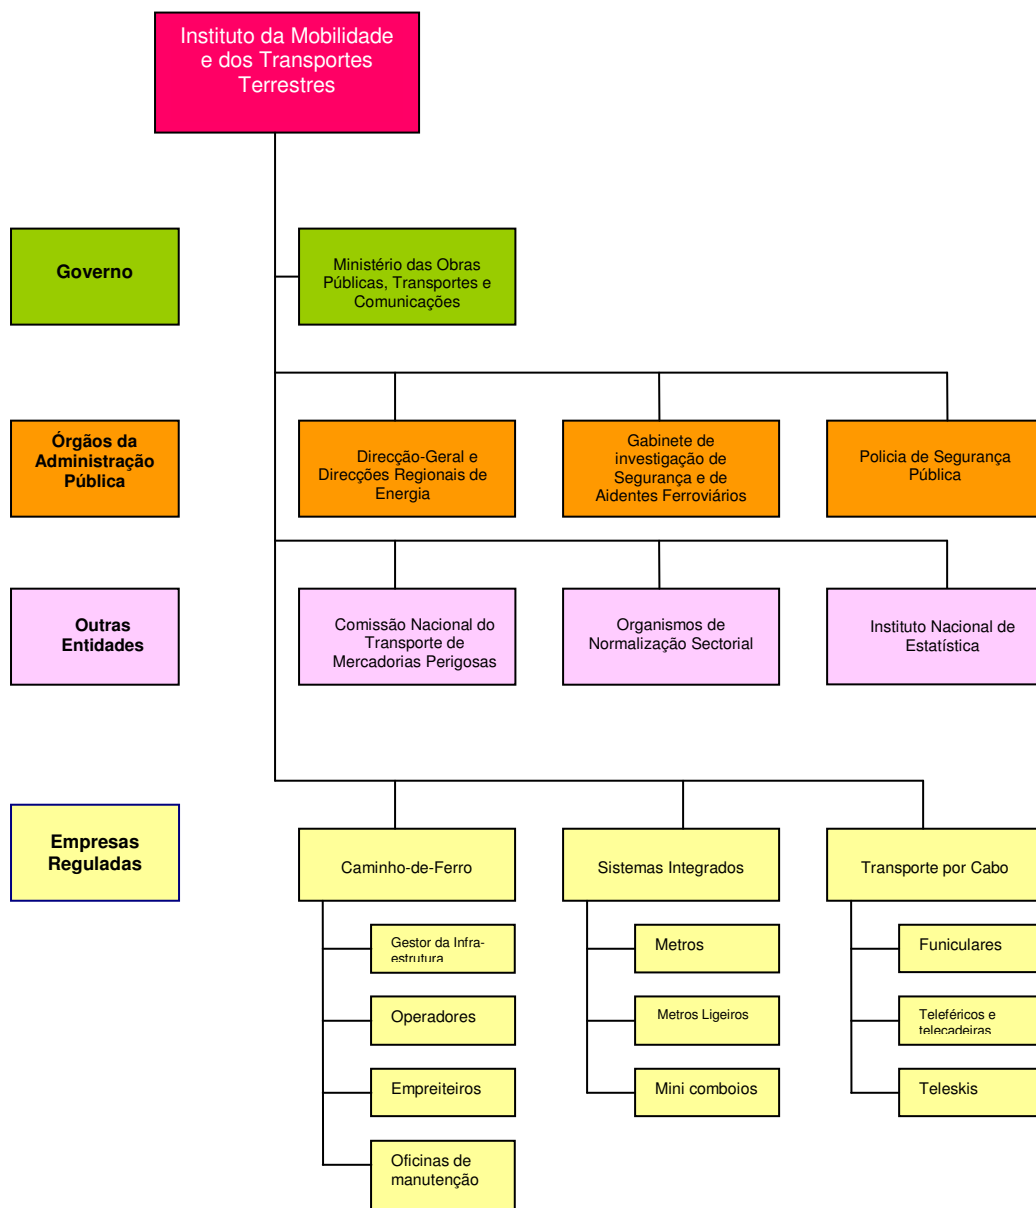 Instituto da Mobilidade
e dos Transportes
Terrestres
Governo
Ministério das Obras
Públicas, Transportes e
Comunicações
Órgãos da
Administração
Pública
Direcção-Geral e
Direcções Regionais de
Energia
Gabinete de
investigação de
Segurança e de
Aidentes Ferroviários
Policia de Segurança
Pública
Outras
Entidades
Comissão Nacional do
Transporte de
Mercadorias Perigosas
Organismos de
Normalização Sectorial
Instituto Nacional de
Estatística
Empresas
Reguladas
Caminho-de-Ferro
Sistemas Integrados
Transporte por Cabo
Gestor da Infra-
estrutura
Metros
Funiculares
Operadores
Metros Ligeiros
Teleféricos e
telecadeiras
Empreiteiros
Mini comboios
Teleskis
Oficinas de
manutenção